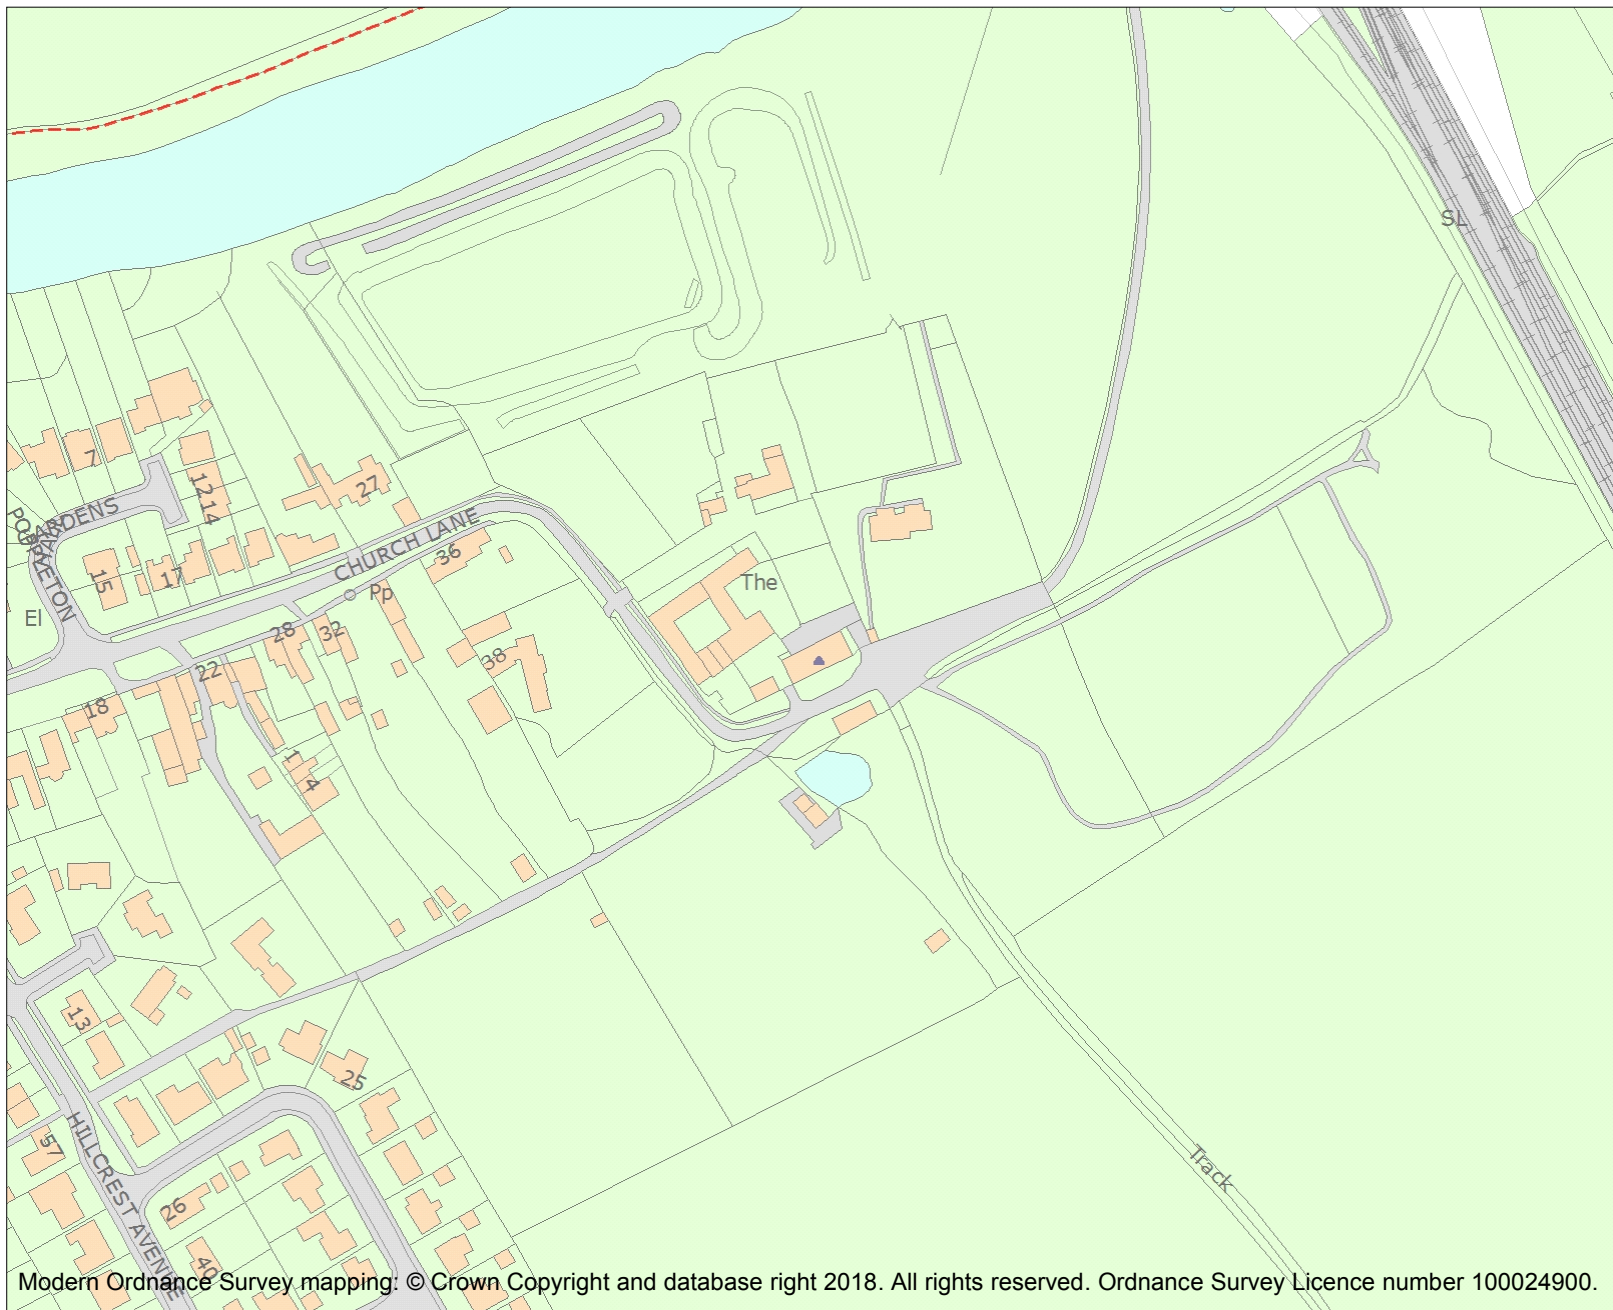 SL
7
12
14
27
GARDENS
CHURCH LANE
36
POPPLETON
15
17
Pp
The
El
28
32
38
22
18
1
4
13
25
57
HILLCREST AVENUE
Track
26
40
Modern Ordnance Survey mapping: © Crown Copyright and database right 2018. All rights reserved. Ordnance Survey Licence number 100024900.